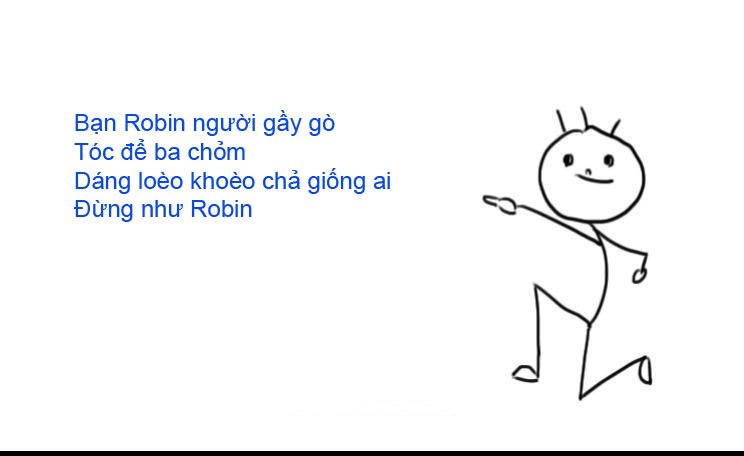 Bạn Robin người gầy gò
Tóc để ba chỏm
Dáng loèo khoèo chả giống ai
Đừng như Robin